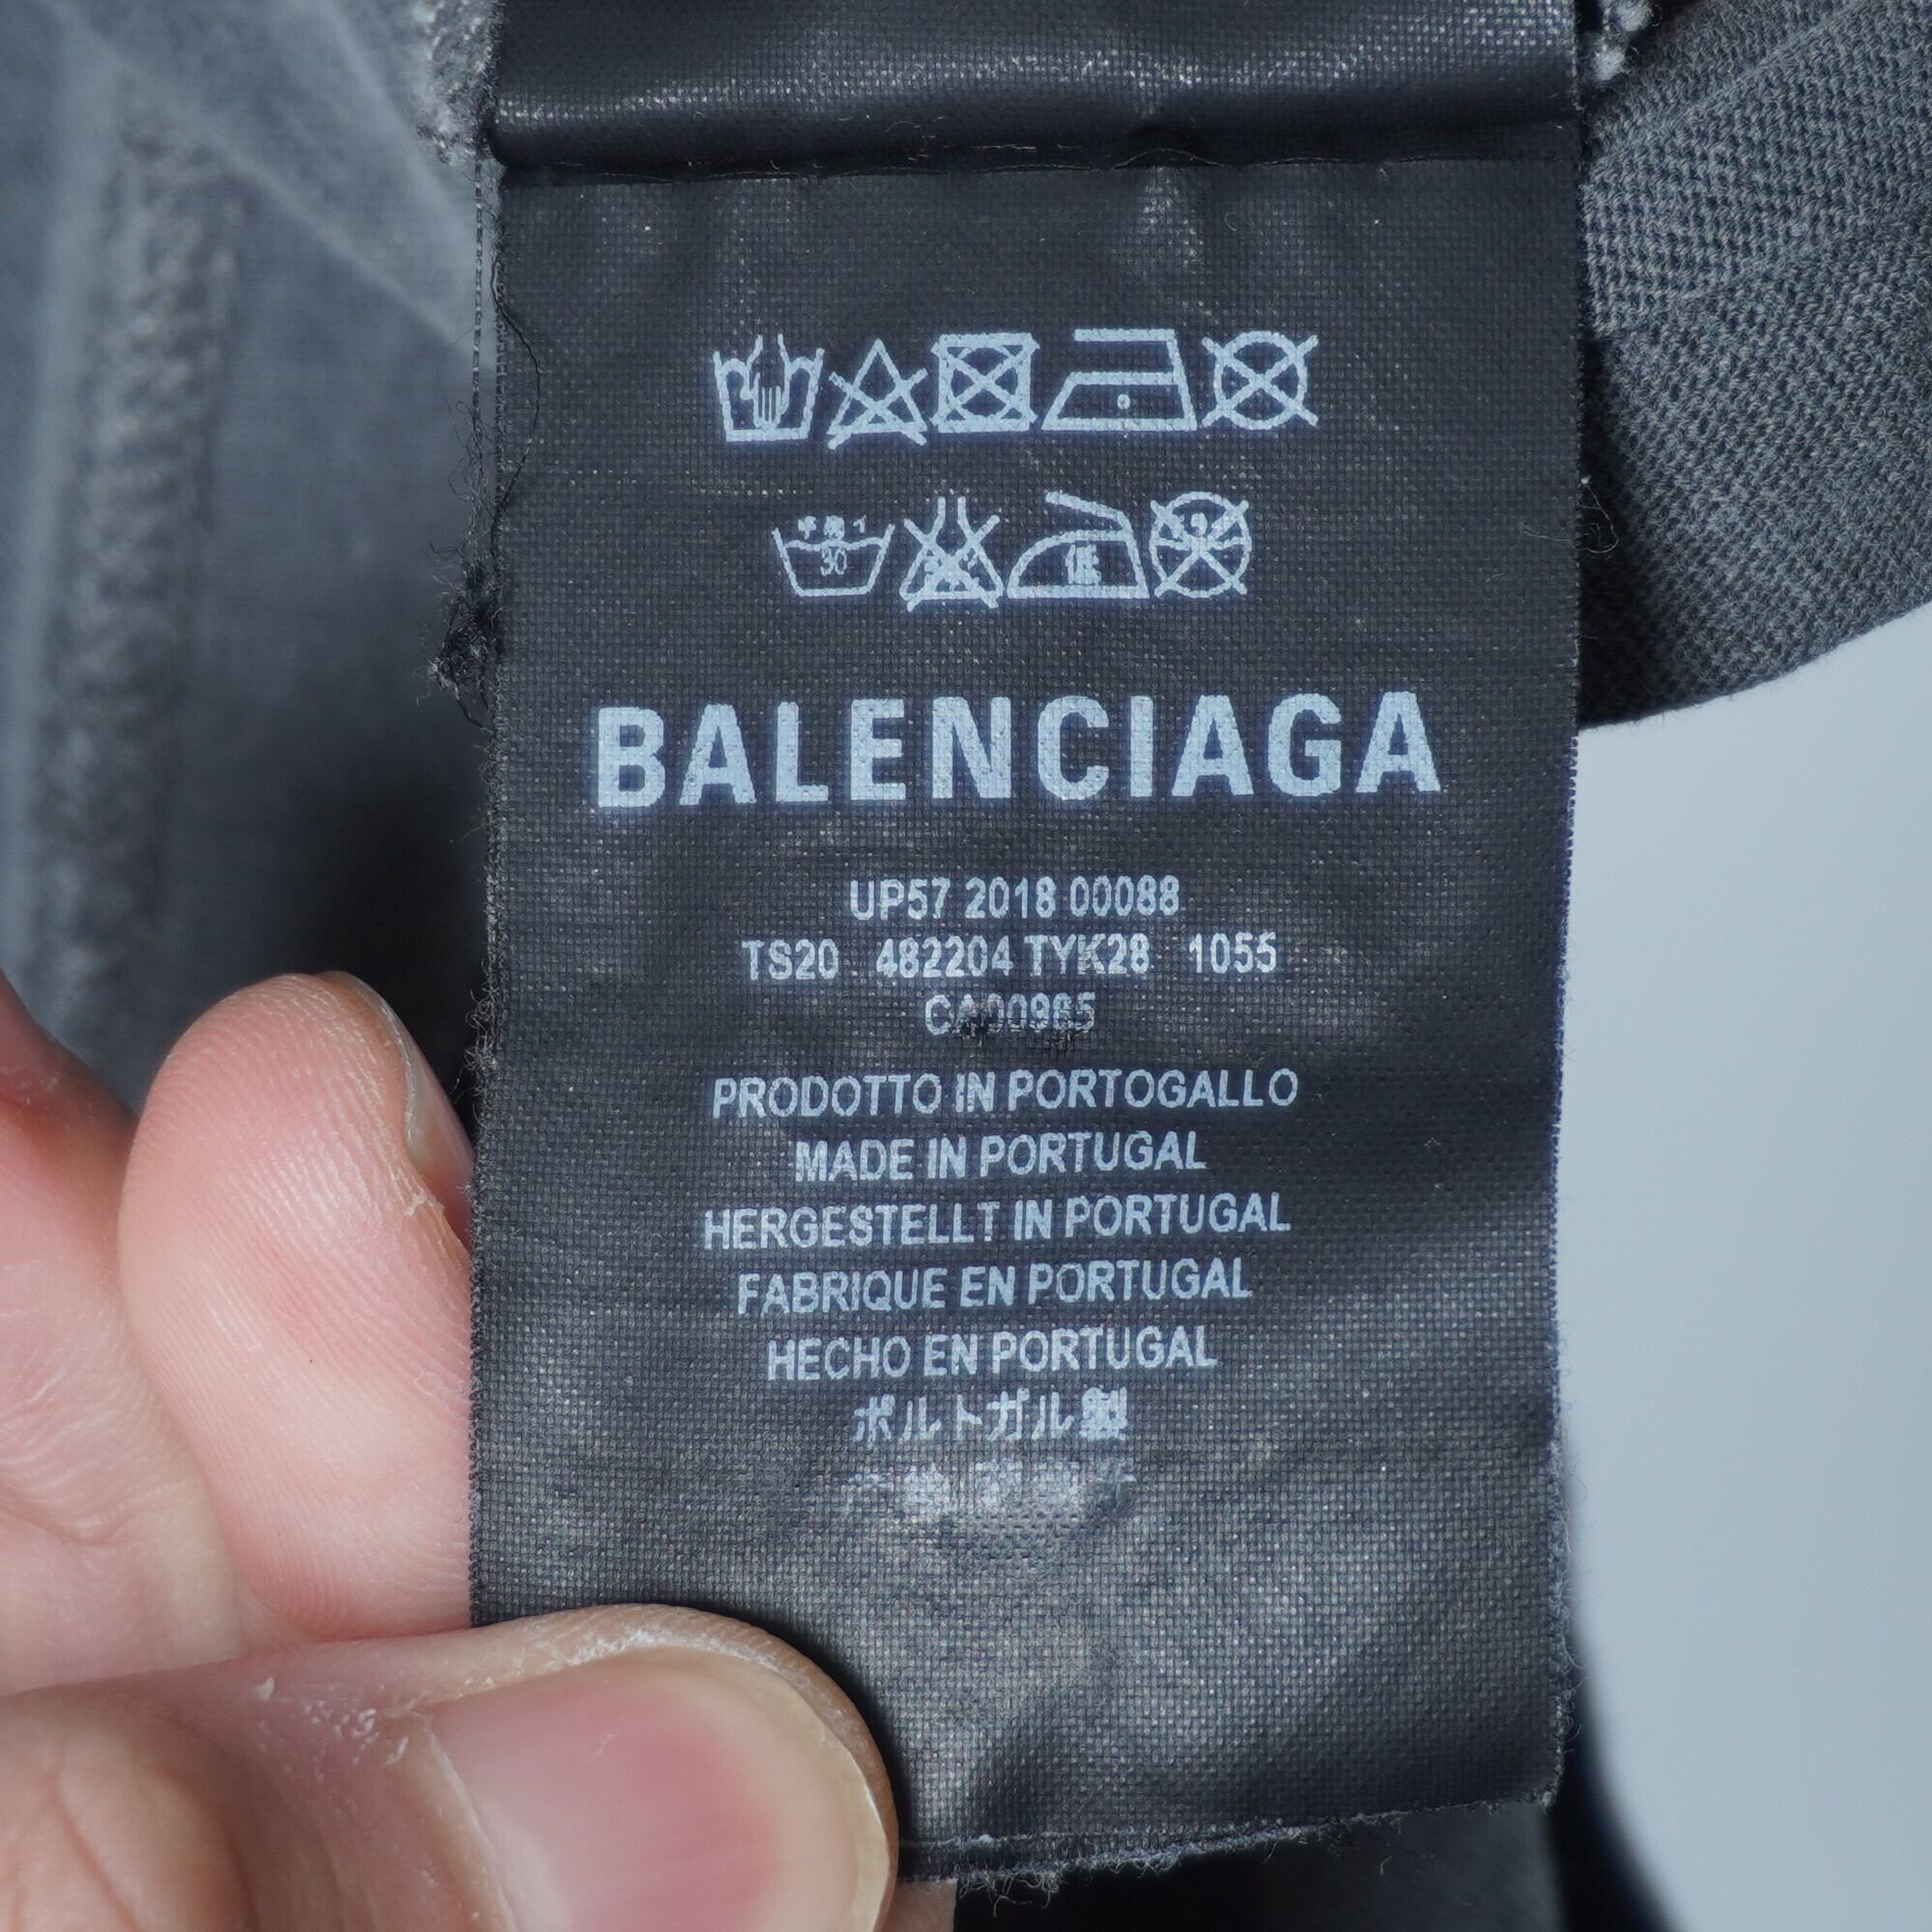 BALENCIAGA
UP57 2018 00088
TS20 482204 TYK28 1055
CA00985
PRODOTTO IN PORTOGALLO
MADE IN PORTUGAL
HERGESTELLT IN PORTUGAL
FABRIQUE EN PORTUGAL
HECHO EN PORTUGAL
ポルトガル製